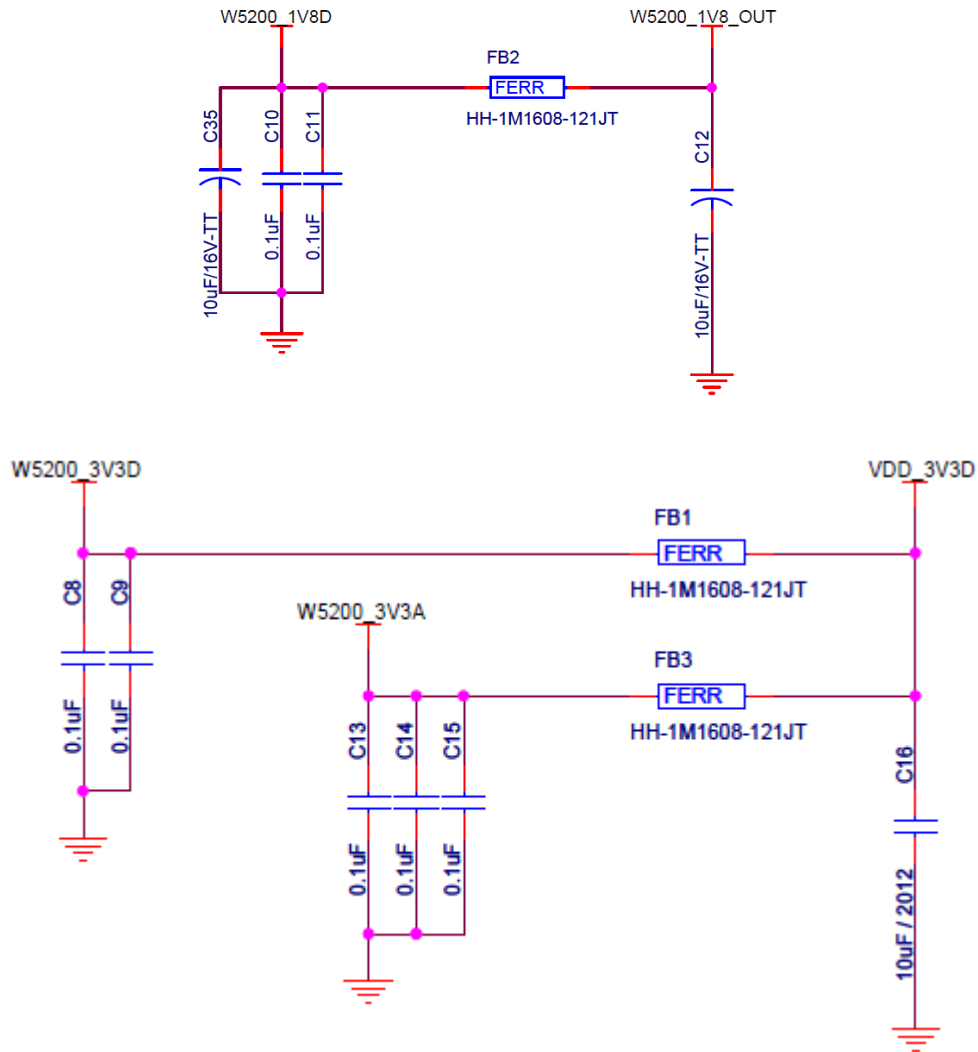 W5200_1V8D
W5200_1V8_OUT
FB2
FERR
HH-1M1608-121JT
C35
C10
C11
C12
10uF/16V-TT
0.1uF
0.1uF
10uF/16V-TT
W5200_3V3D
VDD_3V3D
FB1
FERR
HH-1M1608-121JT
C8
C9
0.1uF
0.1uF
W5200_3V3A
FB3
FERR
HH-1M1608-121JT
C13
C14
C15
C16
0.1uF
0.1uF
0.1uF
10uF / 2012